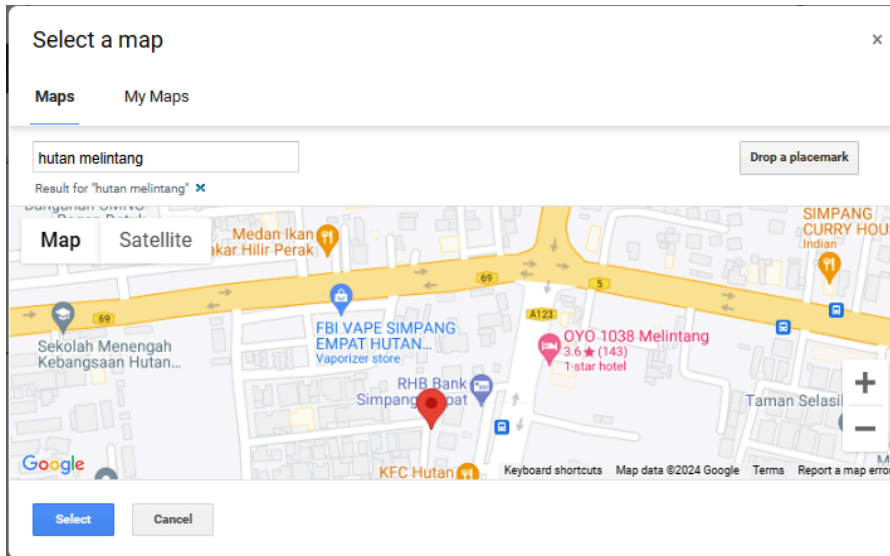 Select a map
×
Maps
My Maps
hutan melintang
Drop a placemark
Result for "hutan melintang" ×
Map
Satellite
Medan Ikan
akar Hilir Perak
SIMPANG
CURRY HOU
Indian
69
5
69
A123
FBI VAPE SIMPANG
EMPAT HUTAN...
Vaporizer store
OYO 1038 Melintang
3.6★(143)
1-star hotel
Sekolah Menengah
Kebangsaan Hutan...
RHB Bank
Simpang
pat
Taman Selasi
+
−
Google
KFC Hutan
Keyboard shortcuts
Map data ©2024 Google
Terms
Report a map error
Select
Cancel